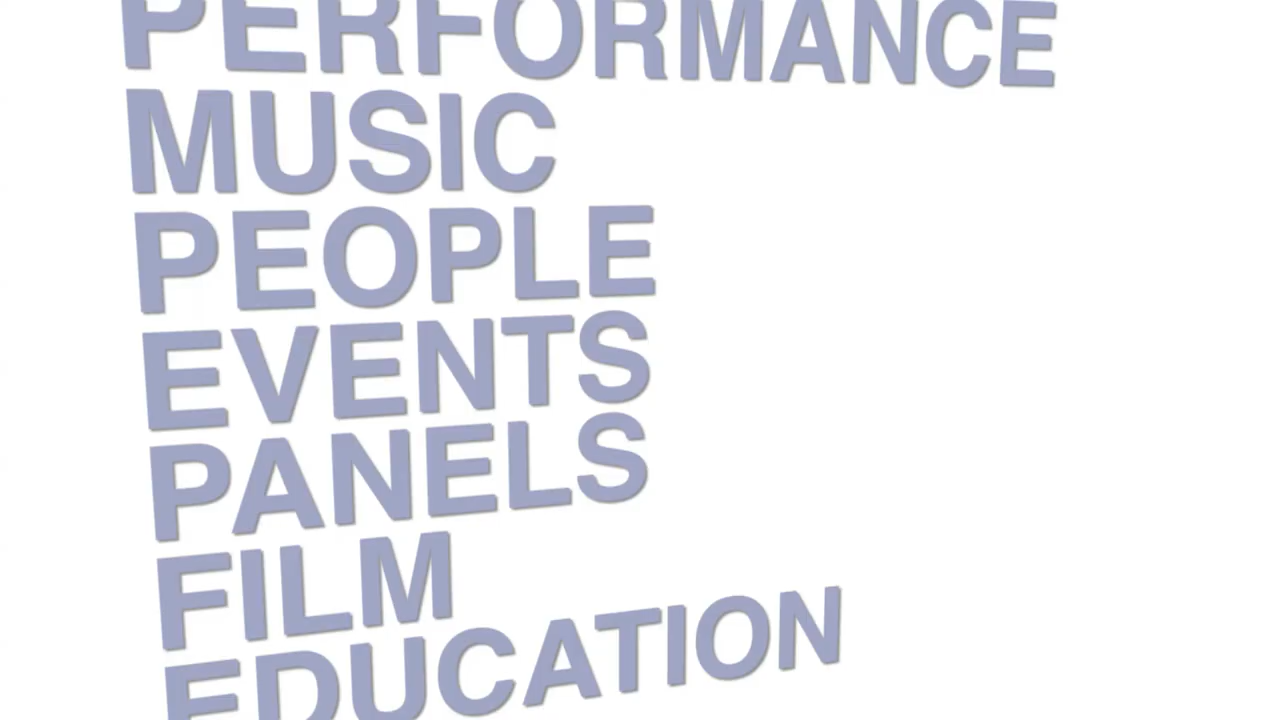 PERFORMANCE
MUSIC
PEOPLE
EVENTS
PANELS
FILM
EDUCATION